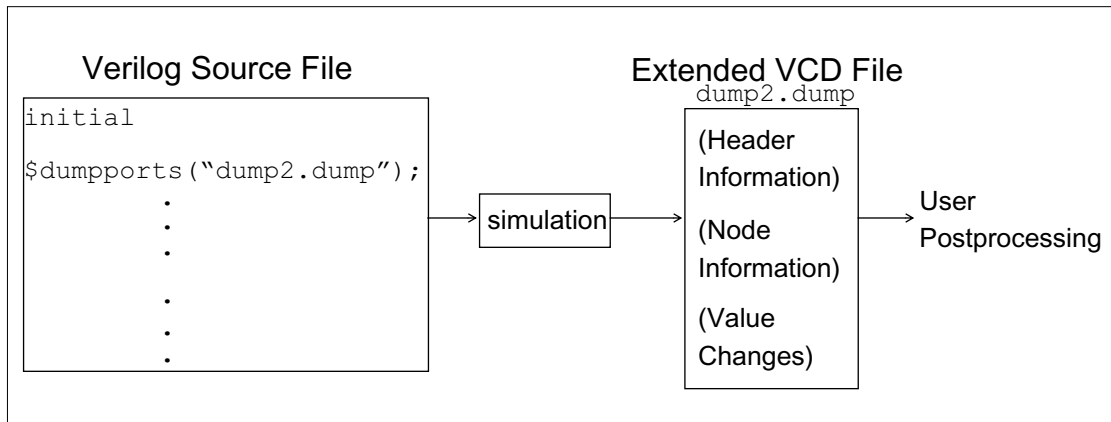 Verilog Source File
initial
$dumpports(“dump2.dump”);
simulation
Extended VCD File
dump2.dump
(Header
Information)
(Node
Information)
(Value
Changes)
User
Postprocessing